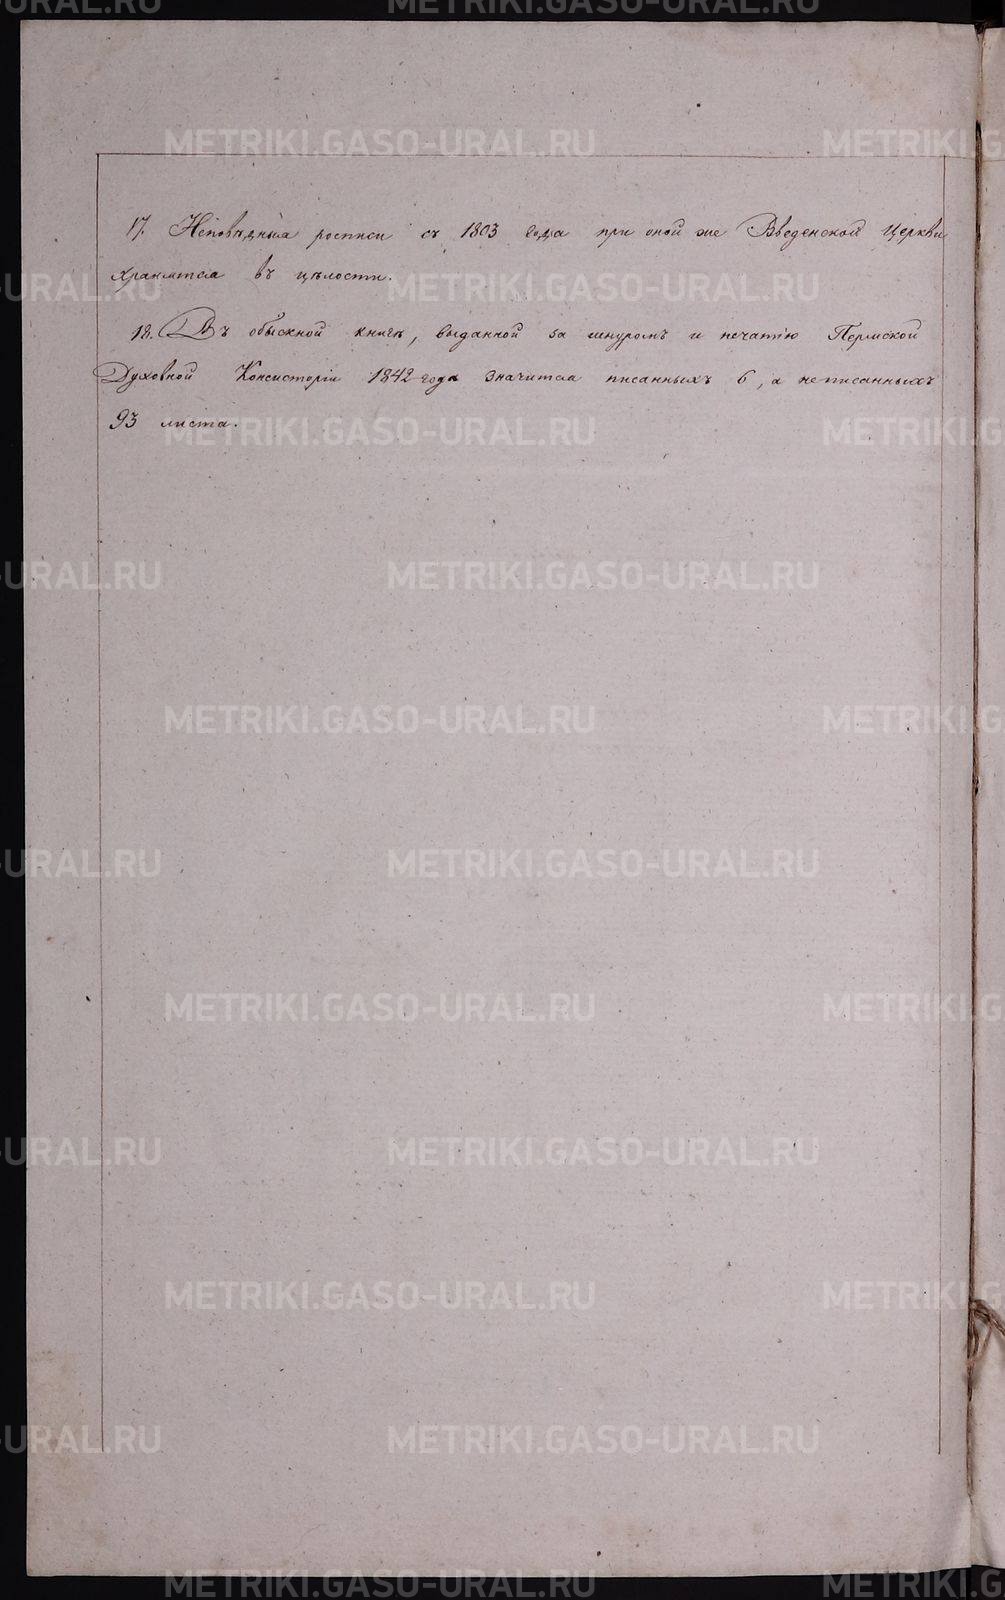 17. Исповѣдныя росписи съ 1803 года при оной же Введенской Церкви
хранятся въ цѣлости.
18. Въ обыскной книгѣ, выданной за шнуромъ и печатью Пермской
Духовной Консисторіи 1842 года значится писанныхъ 6, а неписанныхъ
93 листа.
METRIKI.GASO-URAL.RU